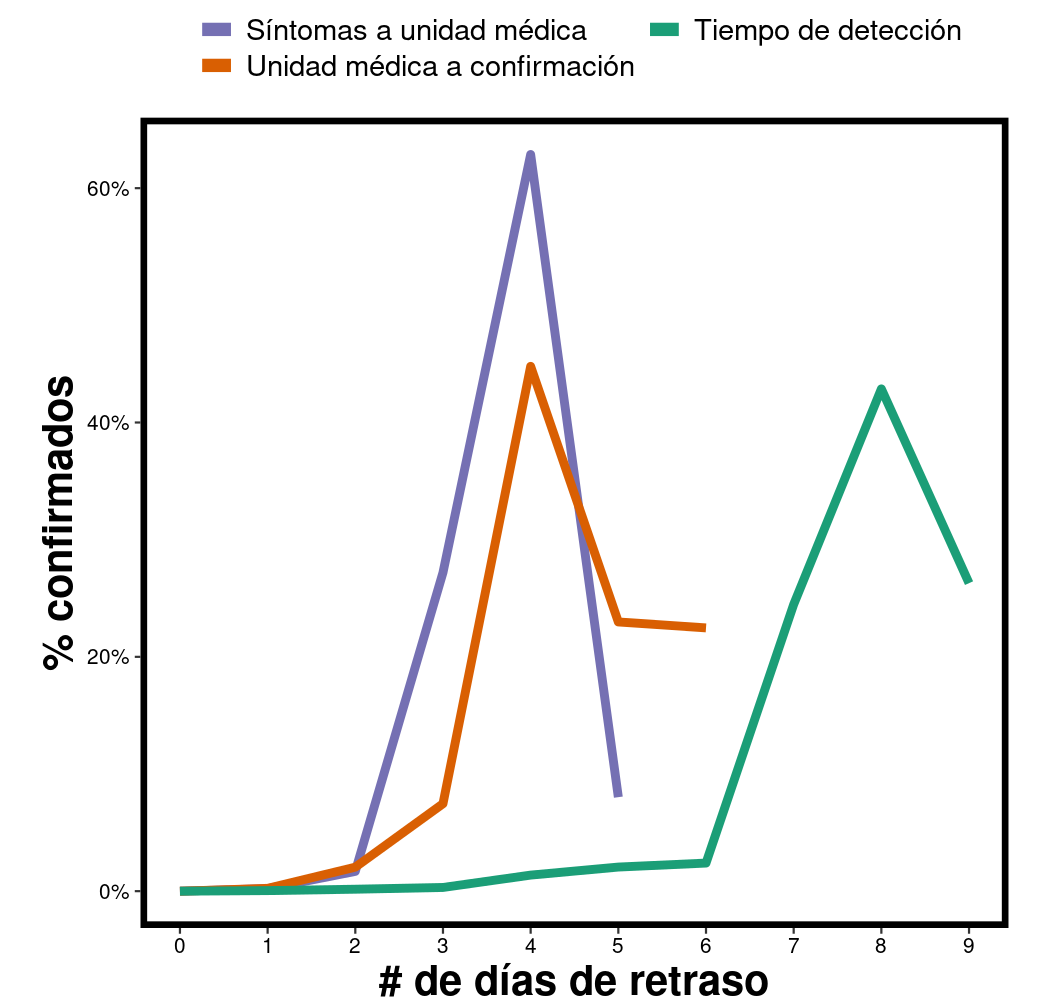 Síntomas a unidad médica
Tiempo de detección
Unidad médica a confirmación
% confirmados
60%
40%
20%
0%
0 1 2 3 4 5 6 7 8 9
# de días de retraso